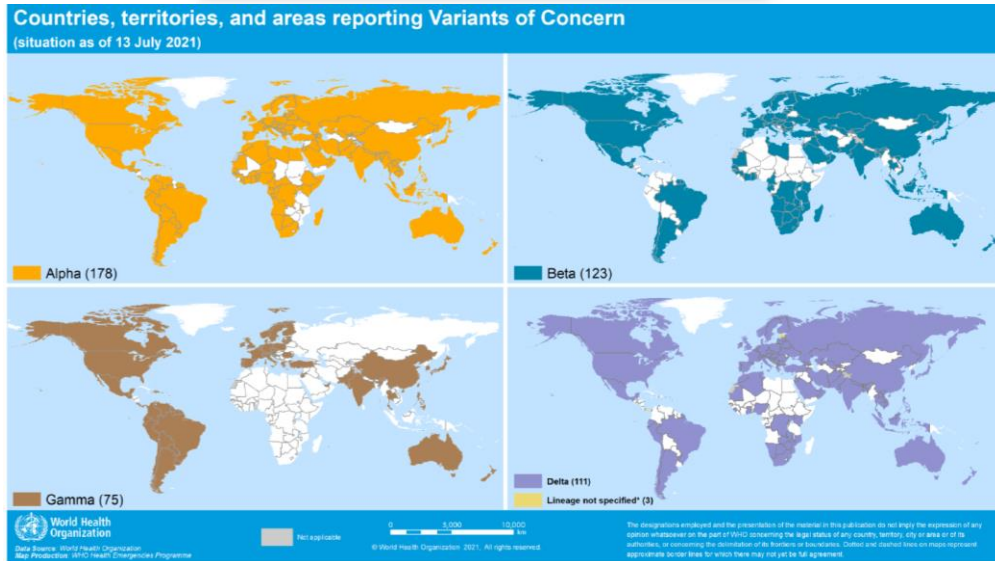 Countries, territories, and areas reporting Variants of Concern
(situation as of 13 July 2021)
Alpha (178)
Beta (123)
Gamma (75)
Delta (111)
Lineage not specified* (3)
World Health
Organization
Data Source: World Health Organization
Map Production: WHO Health Emergencies Programme
Not applicable
0 5,000 10,000
km
© World Health Organization 2021, All rights reserved.
The designations employed and the presentation of the material in this publication do not imply the expression of any
opinion whatsoever on the part of WHO concerning the legal status of any country, territory, city or area or of its
authorities, or concerning the delimitation of its frontiers or boundaries. Dotted and dashed lines on maps represent
approximate border lines for which there may not yet be full agreement.